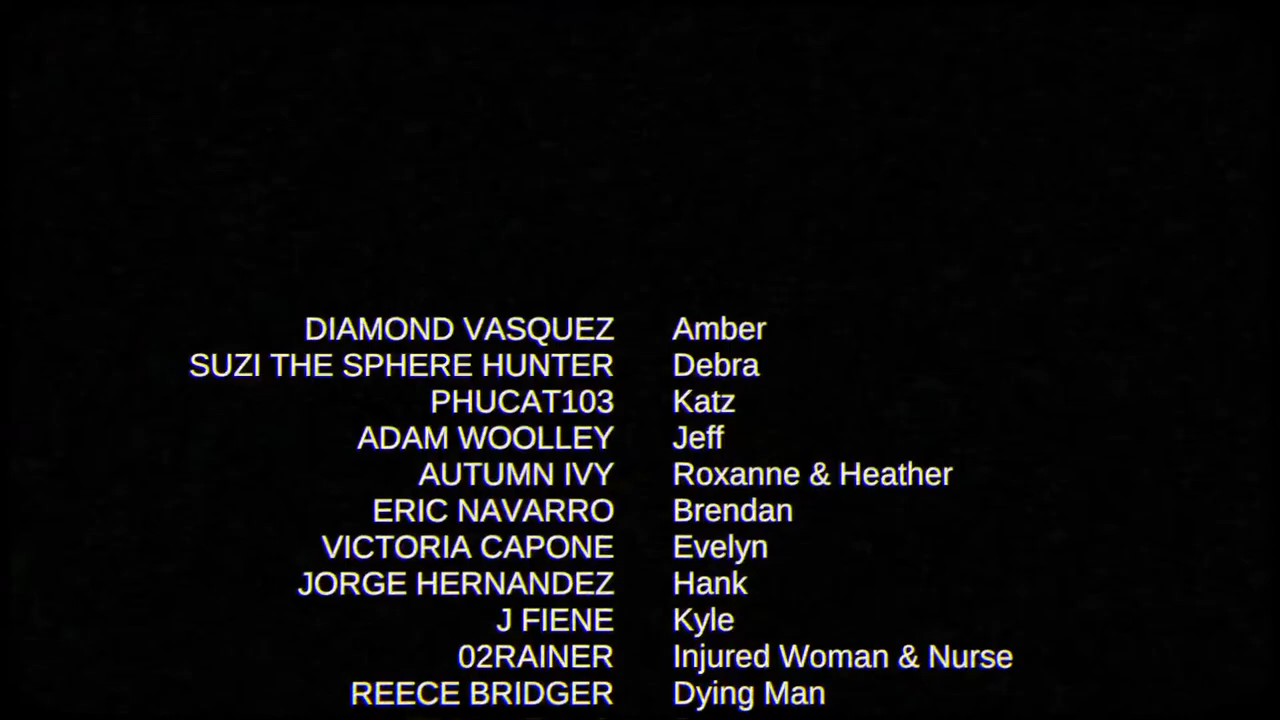 DIAMOND VASQUEZ Amber
SUZI THE SPHERE HUNTER Debra
PHUCAT103 Katz
ADAM WOOLLEY Jeff
AUTUMN IVY Roxanne & Heather
ERIC NAVARRO Brendan
VICTORIA CAPONE Evelyn
JORGE HERNANDEZ Hank
J FIENE Kyle
02RAINER Injured Woman & Nurse
REECE BRIDGER Dying Man